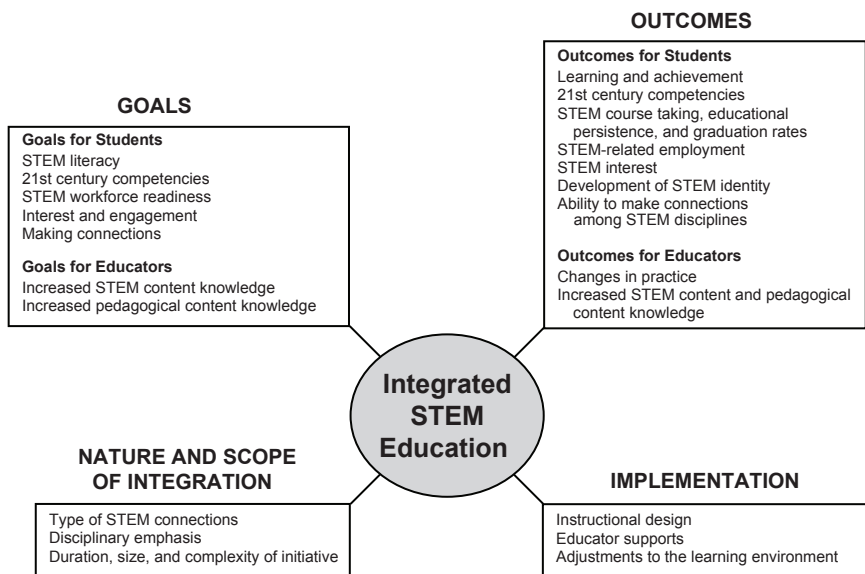 GOALS
Goals for Students
STEM literacy
21st century competencies
STEM workforce readiness
Interest and engagement
Making connections
Goals for Educators
Increased STEM content knowledge
Increased pedagogical content knowledge
OUTCOMES
Outcomes for Students
Learning and achievement
21st century competencies
STEM course taking, educational
persistence, and graduation rates
STEM-related employment
STEM interest
Development of STEM identity
Ability to make connections
among STEM disciplines
Outcomes for Educators
Changes in practice
Increased STEM content and pedagogical
content knowledge
Integrated
STEM
Education
NATURE AND SCOPE
OF INTEGRATION
Type of STEM connections
Disciplinary emphasis
Duration, size, and complexity of initiative
IMPLEMENTATION
Instructional design
Educator supports
Adjustments to the learning environment